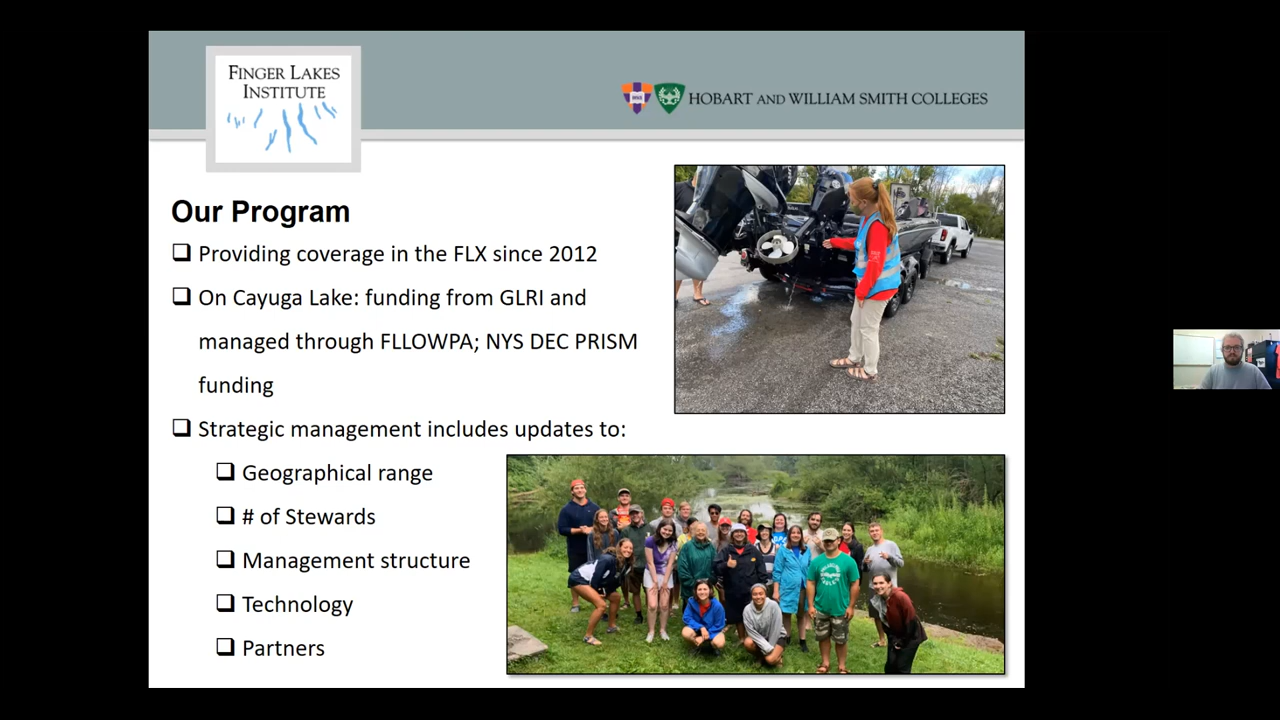 FINGER LAKES
INSTITUTE
HOBART AND WILLIAM SMITH COLLEGES
Our Program
Providing coverage in the FLX since 2012
On Cayuga Lake: funding from GLRI and
managed through FLLOWPA; NYS DEC PRISM
funding
Strategic management includes updates to:
Geographical range
# of Stewards
Management structure
Technology
Partners